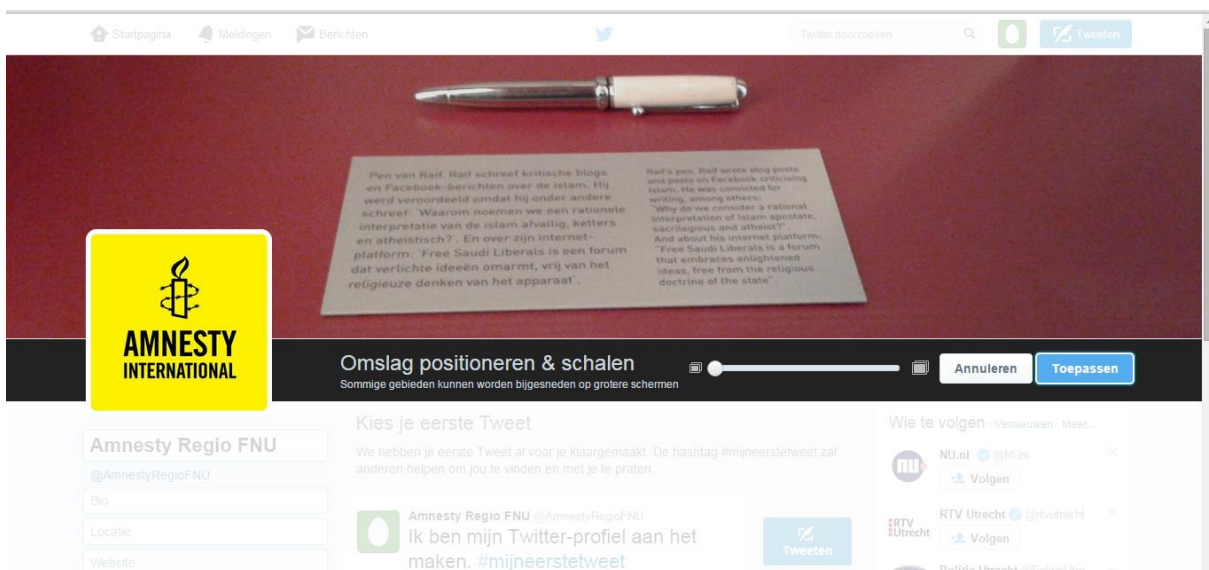 Startpagina
Meldingen
Berichten
Twitter doorzoeken
Tweeten
Pen van Raif. Raif schreef kritische blogs
en Facebook-berichten over de islam. Hij
werd veroordeeld omdat hij onder andere
schreef: 'Waarom noemen we een rationele
interpretatie van de islam afvallig, ketters
en atheistisch?'. En over zijn internet-
platform: 'Free Saudi Liberals is een forum
dat verlichte ideeën omarmt, vrij van het
religieuze denken van het apparaat'.
Raif's pen. Raif wrote blog posts
and posts on Facebook criticising
Islam. He was convicted for
writing, among others:
"Why do we consider a rational
interpretation of Islam apostate,
sacrilegious and atheist?"
And about his internet platform:
"Free Saudi Liberals is a forum
that embraces enlightened
ideas, free from the religious
doctrine of the state".
AMNESTY
INTERNATIONAL
Omslag positioneren & schalen
Sommige gebieden kunnen worden bijgesneden op grotere schermen
Annuleren
Toepassen
Amnesty Regio FNU
@AmnestyRegioFNU
Bio
Locatie
Website
Kies je eerste Tweet
We hebben je eerste Tweet al voor je klaargemaakt. De hashtag #mijneerstetweet zal
anderen helpen om jou te vinden en met je te praten.
Amnesty Regio FNU @AmnestyRegioFNU
Ik ben mijn Twitter-profiel aan het
maken. #mijneerstetweet
Tweeten
Wie te volgen · Vernieuwen · Meer...
nu
NU.nl @NUnl
Volgen
RTV
Utrecht
RTV Utrecht @rtvutrecht
Volgen
Politie Utrecht